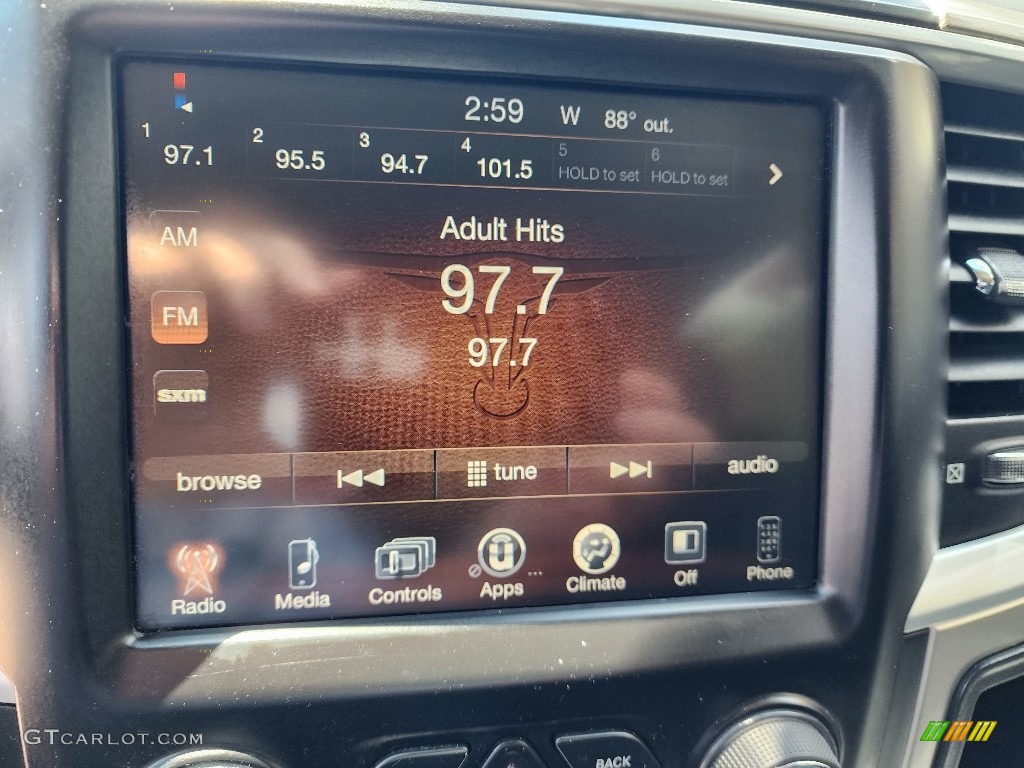 2:59 W 88° out.
1 97.1 2 95.5 3 94.7 4 101.5 5 HOLD to set 6 HOLD to set
Adult Hits
AM
97.7
FM
97.7
sxm
browse tune audio
Radio Media Controls Apps ... Climate Off Phone
BACK
GTCARLOT.COM